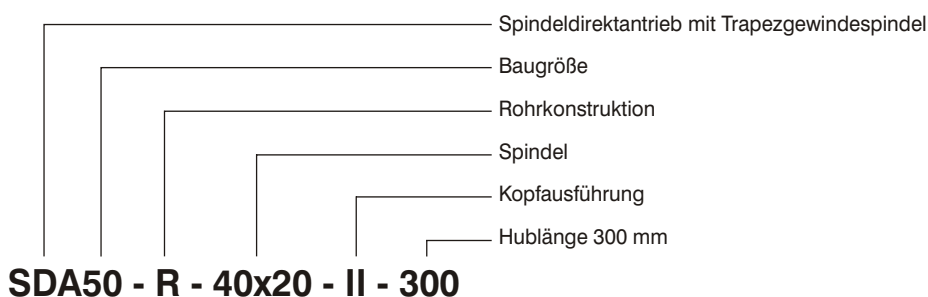 Spindeldirektantrieb mit Trapezgewindespindel
Baugröße
Rohrkonstruktion
Spindel
Kopfausführung
Hublänge 300 mm
SDA50 - R - 40x20 - II - 300